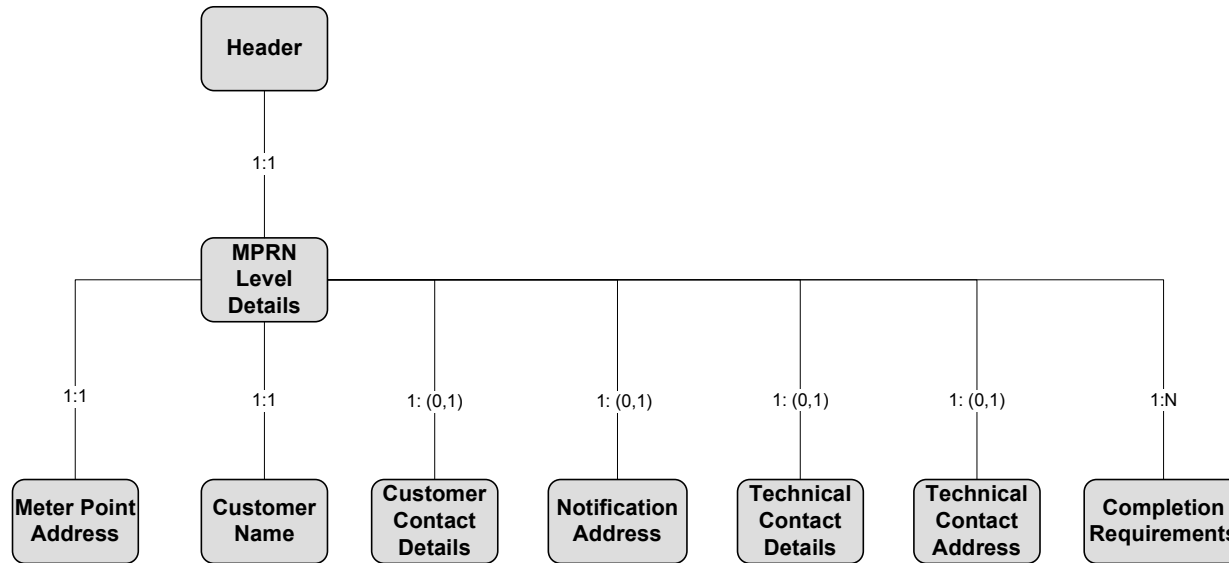 Header
1:1
MPRN
Level
Details
1:1
1:1
1: (0,1)
1: (0,1)
1: (0,1)
1: (0,1)
1:N
Meter Point
Address
Customer
Name
Customer
Contact
Details
Notification
Address
Technical
Contact
Details
Technical
Contact
Address
Completion
Requirements